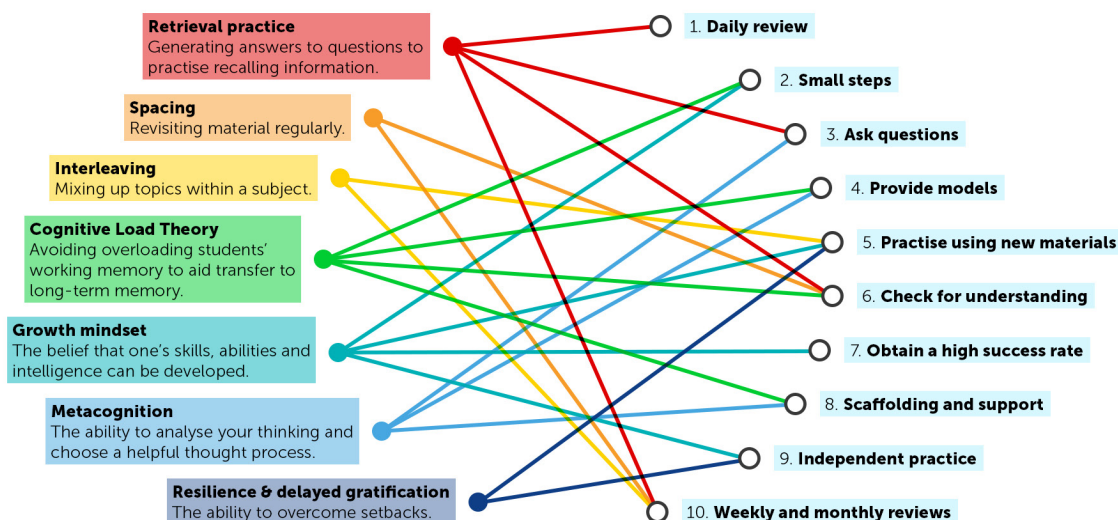 Retrieval practice
Generating answers to questions to
practise recalling information.
Spacing
Revisiting material regularly.
Interleaving
Mixing up topics within a subject.
Cognitive Load Theory
Avoiding overloading students’
working memory to aid transfer to
long-term memory.
Growth mindset
The belief that one’s skills, abilities and
intelligence can be developed.
Metacognition
The ability to analyse your thinking and
choose a helpful thought process.
Resilience & delayed gratification
The ability to overcome setbacks.
1. Daily review
2. Small steps
3. Ask questions
4. Provide models
5. Practise using new materials
6. Check for understanding
7. Obtain a high success rate
8. Scaffolding and support
9. Independent practice
10. Weekly and monthly reviews